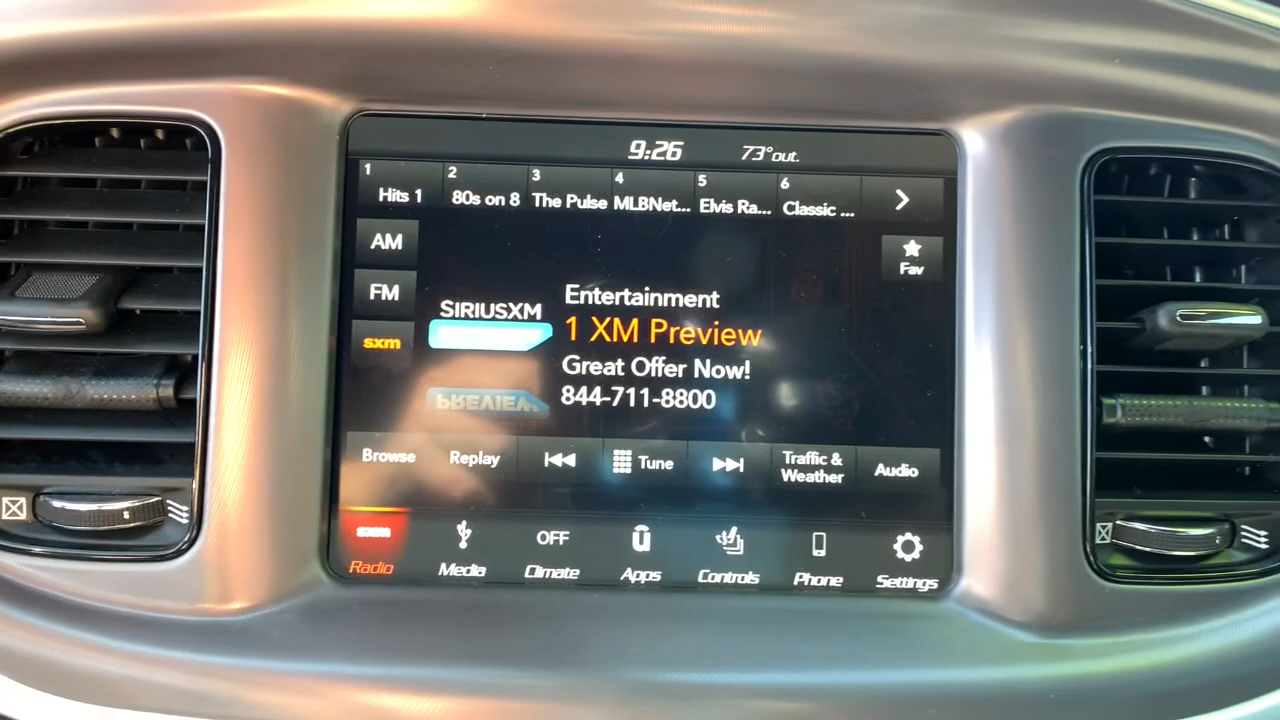 9:26 73°out.
1 2 3 4 5 6
Hits 1 80s on 8 The Pulse MLBNet... Elvis Ra... Classic ...
AM
Fav
FM
sxm
SIRIUSXM
PREVIEW
Entertainment
1 XM Preview
Great Offer Now!
844-711-8800
Browse Replay Tune Traffic & Weather Audio
sxm OFF
Radio Media Climate Apps Controls Phone Settings